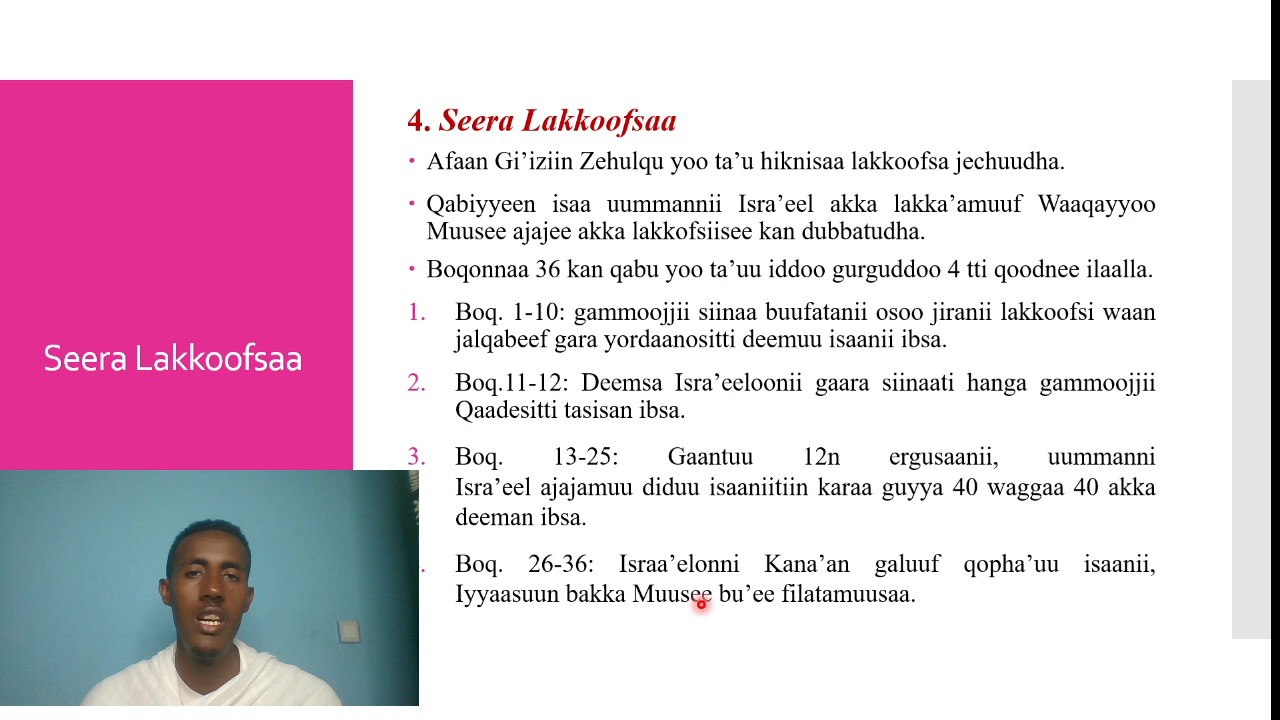 4. Seera Lakkoofsaa
• Afaan Gi’iziin Zehulqu yoo ta’u hiknisaa lakkoofsa jechuudha.
• Qabiyyeen isaa uummannii Isra’eel akka lakka’amuuf Waaqayyoo
Muusee ajajee akka lakkofsiisee kan dubbatudha.
• Boqonnaa 36 kan qabu yoo ta’uu iddoo gurguddoo 4 tti qoodnee ilaalla.
1. Boq. 1-10: gammoojjii siinaa buufatanii osoo jiranii lakkoofsi waan
jalqabeef gara yordaanositti deemuu isaanii ibsa.
Seera Lakkoofsaa
2. Boq.11-12: Deemsa Isra’eeloonii gaara siinaati hanga gammoojjii
Qaadesitti tasisan ibsa.
3. Boq. 13-25: Gaantuu 12n ergusaanii, uummanni
Isra’eel ajajamuu diduu isaaniitiin karaa guyya 40 waggaa 40 akka
deeman ibsa.
. Boq. 26-36: Israa’elonni Kana’an galuuf qopha’uu isaanii,
Iyyaasuun bakka Muusee bu’ee filatamuusaa.